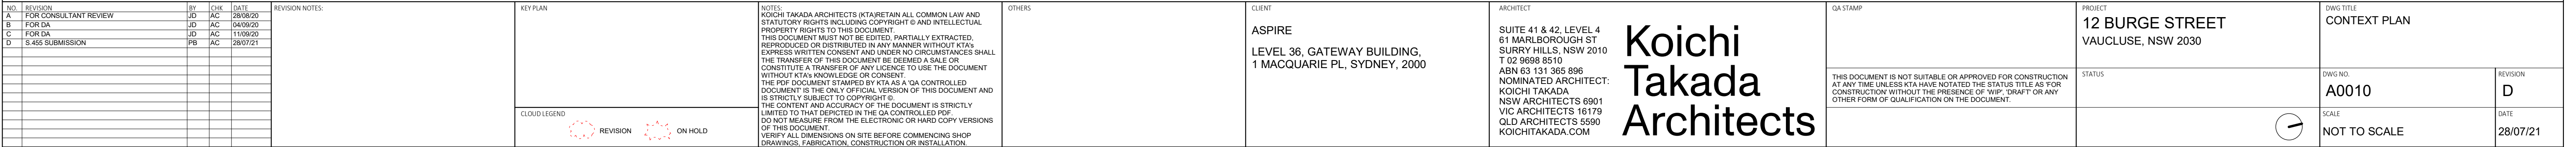 NO. REVISION BY CHK DATE
A FOR CONSULTANT REVIEW JD AC 28/08/20
B FOR DA JD AC 04/09/20
C FOR DA JD AC 11/09/20
D S.455 SUBMISSION PB AC 28/07/21
REVISION NOTES:
KEY PLAN
CLOUD LEGEND
REVISION ON HOLD
NOTES:
KOICHI TAKADA ARCHITECTS (KTA)RETAIN ALL COMMON LAW AND
STATUTORY RIGHTS INCLUDING COPYRIGHT © AND INTELLECTUAL
PROPERTY RIGHTS TO THIS DOCUMENT.
THIS DOCUMENT MUST NOT BE EDITED, PARTIALLY EXTRACTED,
REPRODUCED OR DISTRIBUTED IN ANY MANNER WITHOUT KTA's
EXPRESS WRITTEN CONSENT AND UNDER NO CIRCUMSTANCES SHALL
THE TRANSFER OF THIS DOCUMENT BE DEEMED A SALE OR
CONSTITUTE A TRANSFER OF ANY LICENCE TO USE THE DOCUMENT
WITHOUT KTA's KNOWLEDGE OR CONSENT.
THE PDF DOCUMENT STAMPED BY KTA AS A 'QA CONTROLLED
DOCUMENT' IS THE ONLY OFFICIAL VERSION OF THIS DOCUMENT AND
IS STRICTLY SUBJECT TO COPYRIGHT ©.
THE CONTENT AND ACCURACY OF THE DOCUMENT IS STRICTLY
LIMITED TO THAT DEPICTED IN THE QA CONTROLLED PDF.
DO NOT MEASURE FROM THE ELECTRONIC OR HARD COPY VERSIONS
OF THIS DOCUMENT.
VERIFY ALL DIMENSIONS ON SITE BEFORE COMMENCING SHOP
DRAWINGS, FABRICATION, CONSTRUCTION OR INSTALLATION.
OTHERS
CLIENT
ASPIRE
LEVEL 36, GATEWAY BUILDING,
1 MACQUARIE PL, SYDNEY, 2000
ARCHITECT
SUITE 41 & 42, LEVEL 4
61 MARLBOROUGH ST
SURRY HILLS, NSW 2010
T 02 9698 8510
ABN 63 131 365 896
NOMINATED ARCHITECT:
KOICHI TAKADA
NSW ARCHITECTS 6901
VIC ARCHITECTS 16179
QLD ARCHITECTS 5590
KOICHITAKADA.COM
Koichi
Takada
Architects
QA STAMP
THIS DOCUMENT IS NOT SUITABLE OR APPROVED FOR CONSTRUCTION
AT ANY TIME UNLESS KTA HAVE NOTATED THE STATUS TITLE AS 'FOR
CONSTRUCTION' WITHOUT THE PRESENCE OF 'WIP', 'DRAFT' OR ANY
OTHER FORM OF QUALIFICATION ON THE DOCUMENT.
PROJECT
12 BURGE STREET
VAUCLUSE, NSW 2030
STATUS
DWG TITLE
CONTEXT PLAN
DWG NO. REVISION
A0010 D
SCALE DATE
NOT TO SCALE 28/07/21